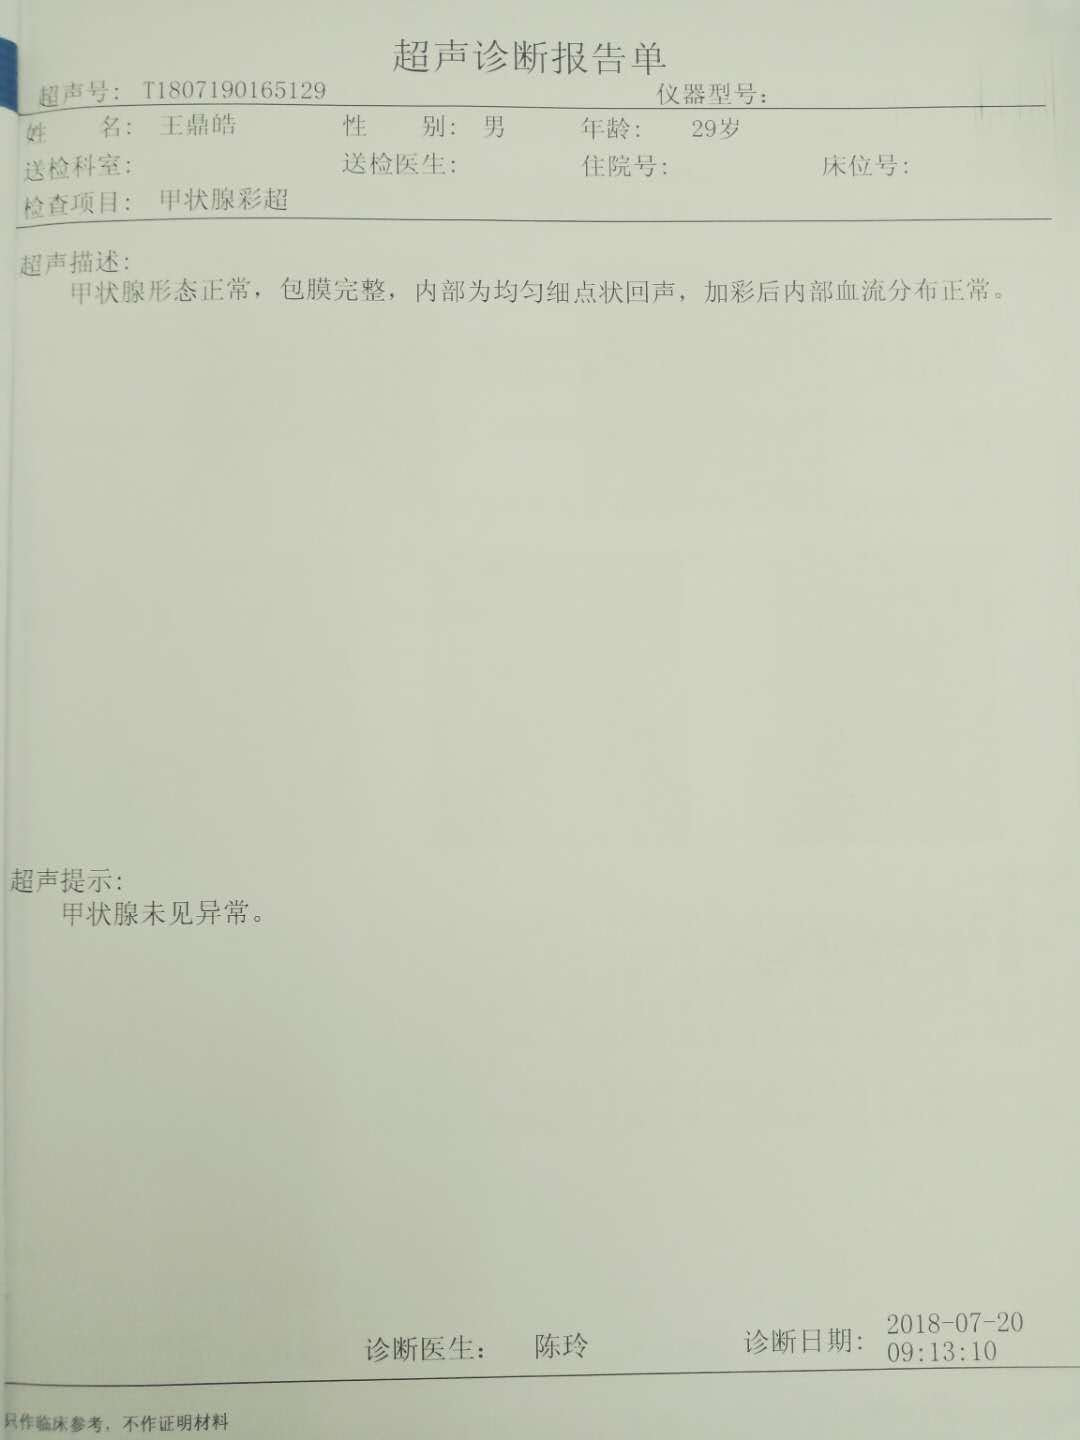 超声诊断报告单
超声号: T1807190165129 仪器型号:
姓 名: 王鼎皓 性 别: 男 年龄: 29岁
送检科室: 送检医生: 住院号: 床位号:
检查项目: 甲状腺彩超
超声描述:
甲状腺形态正常，包膜完整，内部为均匀细点状回声，加彩后内部血流分布正常。
超声提示:
甲状腺未见异常。
诊断医生: 陈玲 诊断日期: 2018-07-20
09:13:10
只作临床参考，不作证明材料